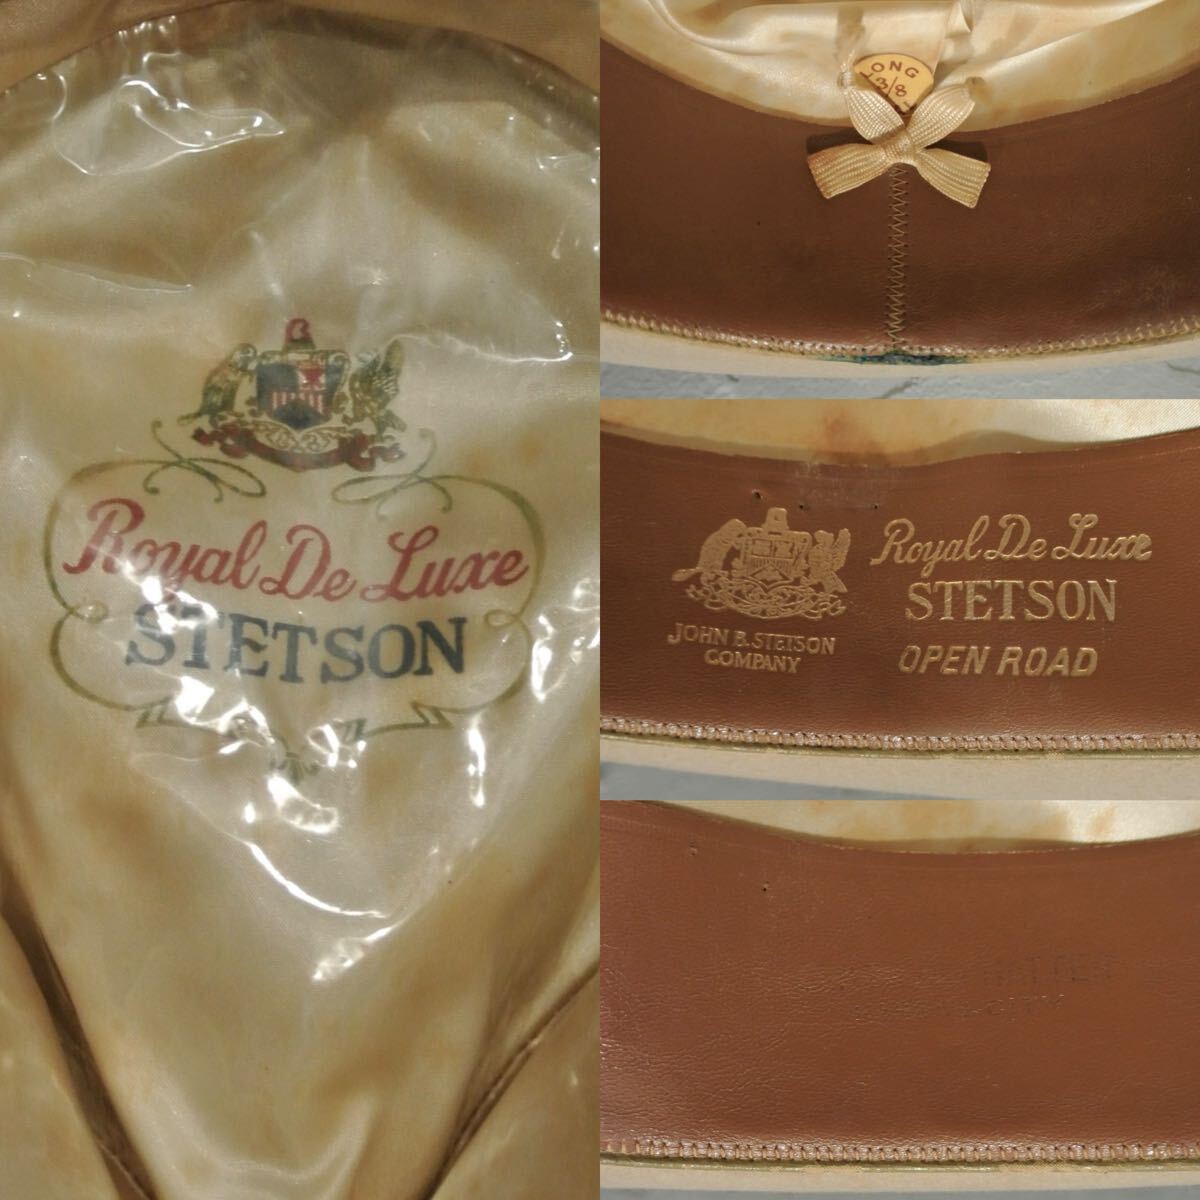 Royal De Luxe
STETSON
LONG
3/8
Royal De Luxe
STETSON
JOHN B. STETSON
COMPANY
OPEN ROAD